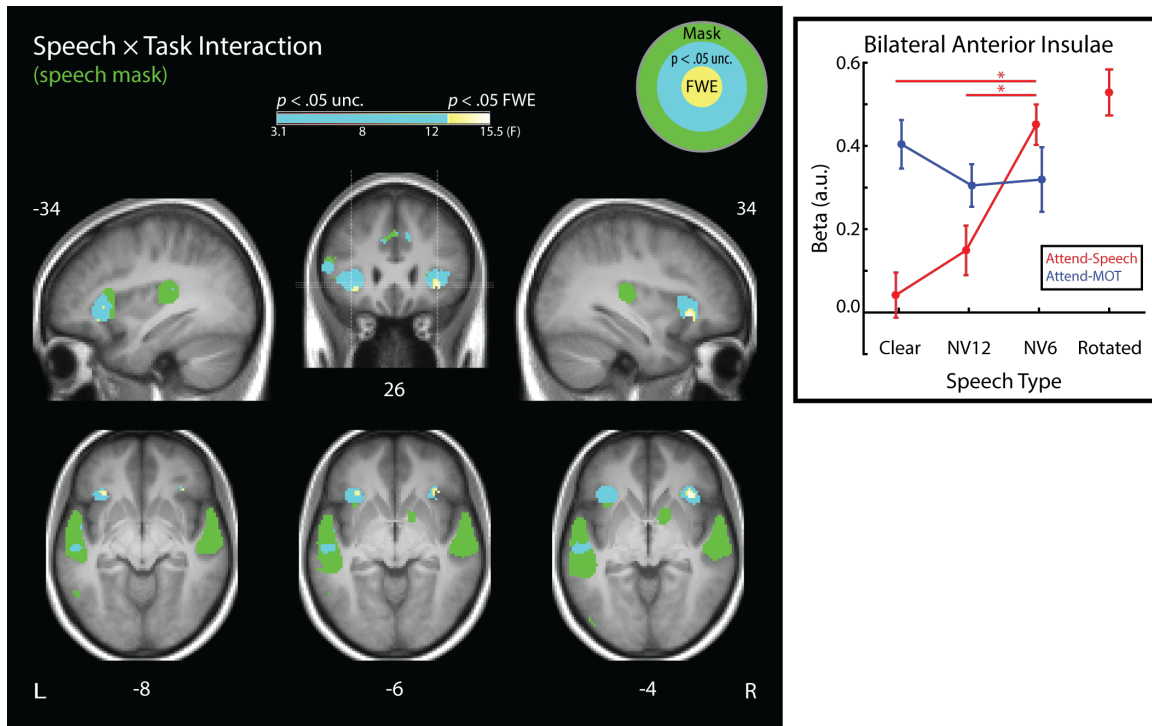 Speech × Task Interaction
(speech mask)
p < .05 unc.
p < .05 FWE
3.1
8
12
15.5 (F)
Mask
p < .05 unc.
FWE
-34
26
34
L
-8
-6
-4
R
Bilateral Anterior Insulae
0.6
0.4
0.2
0.0
Beta (a.u.)
*
*
Attend-Speech
Attend-MOT
Clear
NV12
NV6
Rotated
Speech Type